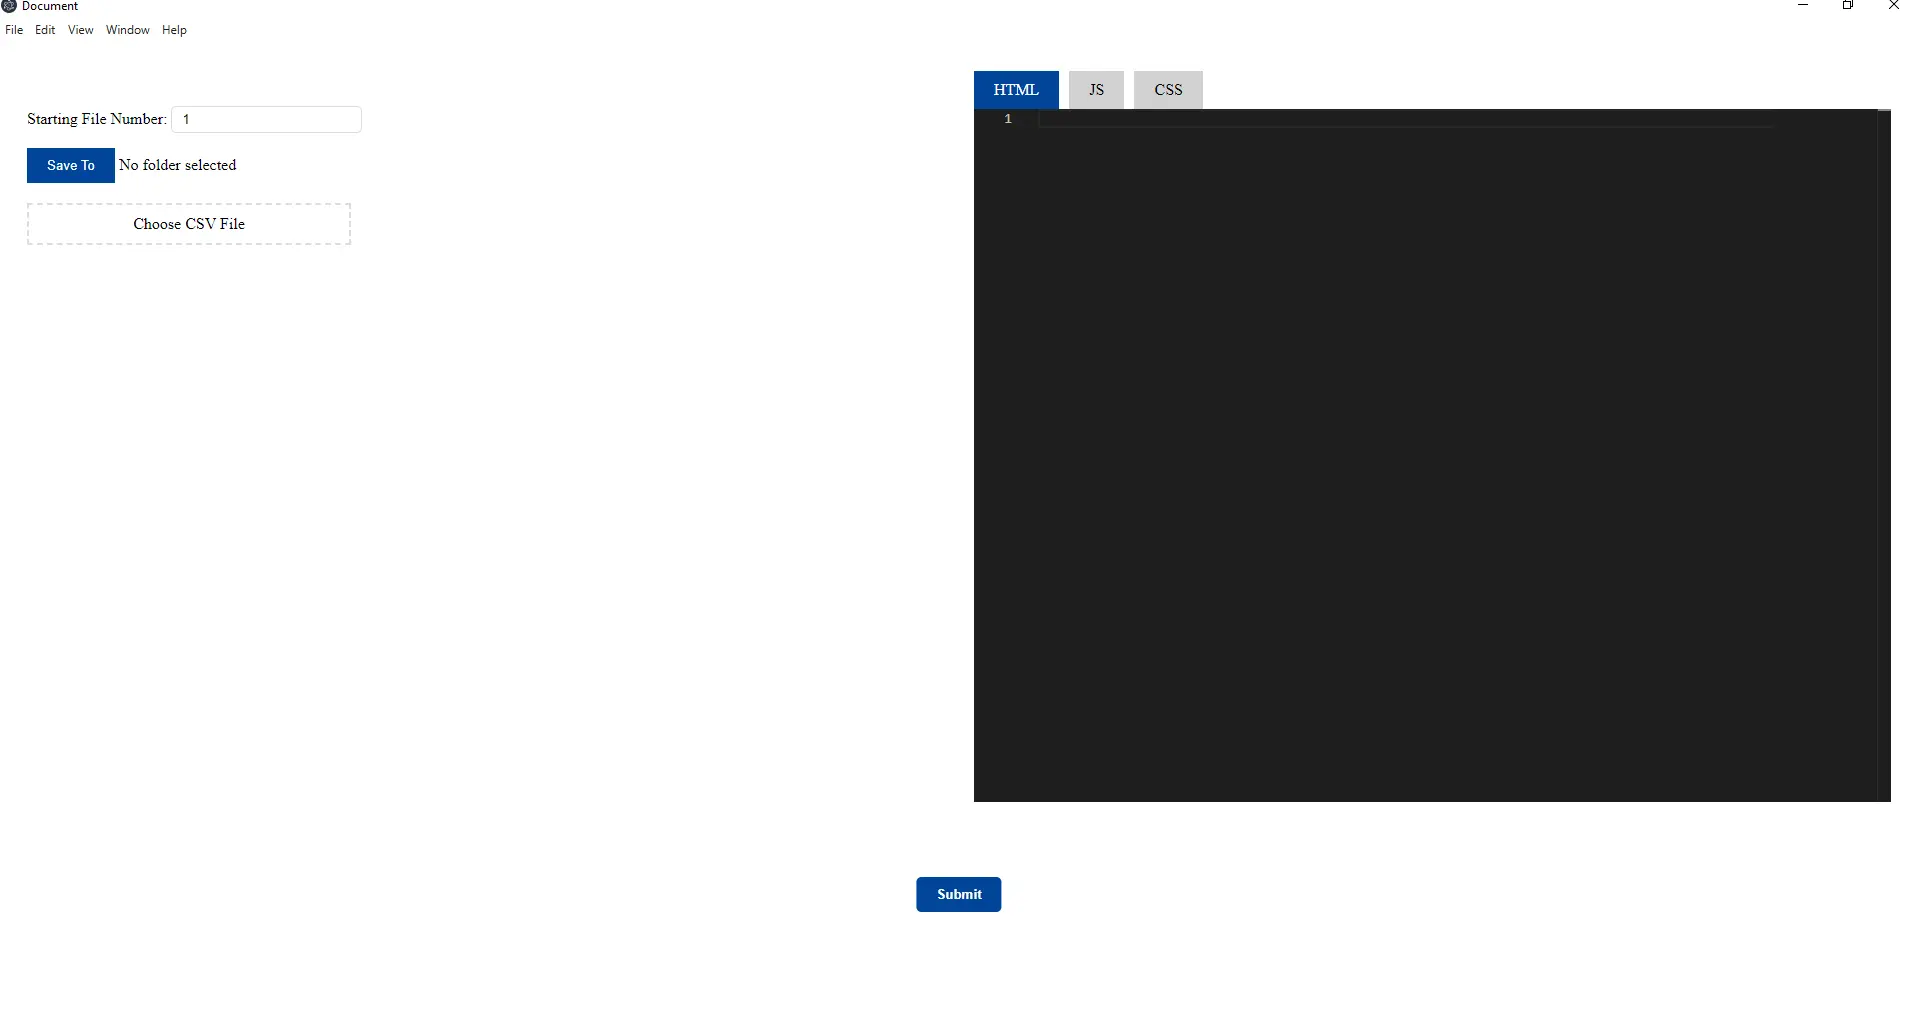 Document
File Edit View Window Help
HTML JS CSS
Starting File Number: 1
1
Save To No folder selected
Choose CSV File
Submit